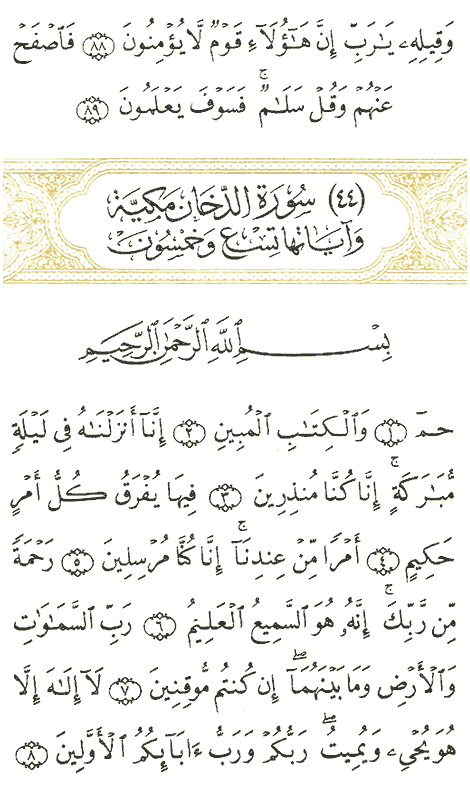 وَقِيلِهِۦ يَٰرَبِّ إِنَّ هَٰٓؤُلَآءِ قَوۡمٞ لَّا يُؤۡمِنُونَ ٨٨ فَٱصۡفَحۡ
عَنۡهُمۡ وَقُلۡ سَلَٰمٞۚ فَسَوۡفَ يَعۡلَمُونَ ٨٩
(٤٤) سُورَةُ الدُّخَانِ مَكِيَّة
وَآيَاتُهَا تِسْعٌ وَخَمْسُونَ
بِسۡمِ ٱللَّهِ ٱلرَّحۡمَٰنِ ٱلرَّحِيمِ
حمٓ ١ وَٱلۡكِتَٰبِ ٱلۡمُبِينِ ٢ إِنَّآ أَنزَلۡنَٰهُ فِي لَيۡلَةٖ
مُّبَٰرَكَةٍۚ إِنَّا كُنَّا مُنذِرِينَ ٣ فِيهَا يُفۡرَقُ كُلُّ أَمۡرٍ
حَكِيمٍ ٤ أَمۡرٗا مِّنۡ عِندِنَآۚ إِنَّا كُنَّا مُرۡسِلِينَ ٥ رَحۡمَةٗ
مِّن رَّبِّكَۚ إِنَّهُۥ هُوَ ٱلسَّمِيعُ ٱلۡعَلِيمُ ٦ رَبِّ ٱلسَّمَٰوَٰتِ
وَٱلۡأَرۡضِ وَمَا بَيۡنَهُمَآۖ إِن كُنتُم مُّوقِنِينَ ٧ لَآ إِلَٰهَ إِلَّا
هُوَ يُحۡيِۦ وَيُمِيتُۖ رَبُّكُمۡ وَرَبُّ ءَابَآئِكُمُ ٱلۡأَوَّلِينَ ٨